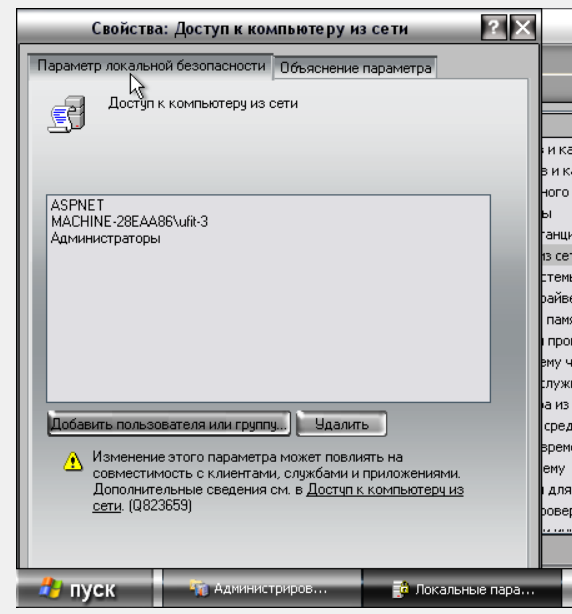 Свойства: Доступ к компьютеру из сети
Параметр локальной безопасности Объяснение параметра
Доступ к компьютеру из сети
ASPNET
MACHINE-28EAA86\ufit-3
Администраторы
Добавить пользователя или группу... Удалить
Изменение этого параметра может повлиять на
совместимость с клиентами, службами и приложениями.
Дополнительные сведения см. в Доступ к компьютеру из
сети. (Q823659)
пуск Администриров... Локальные пара...